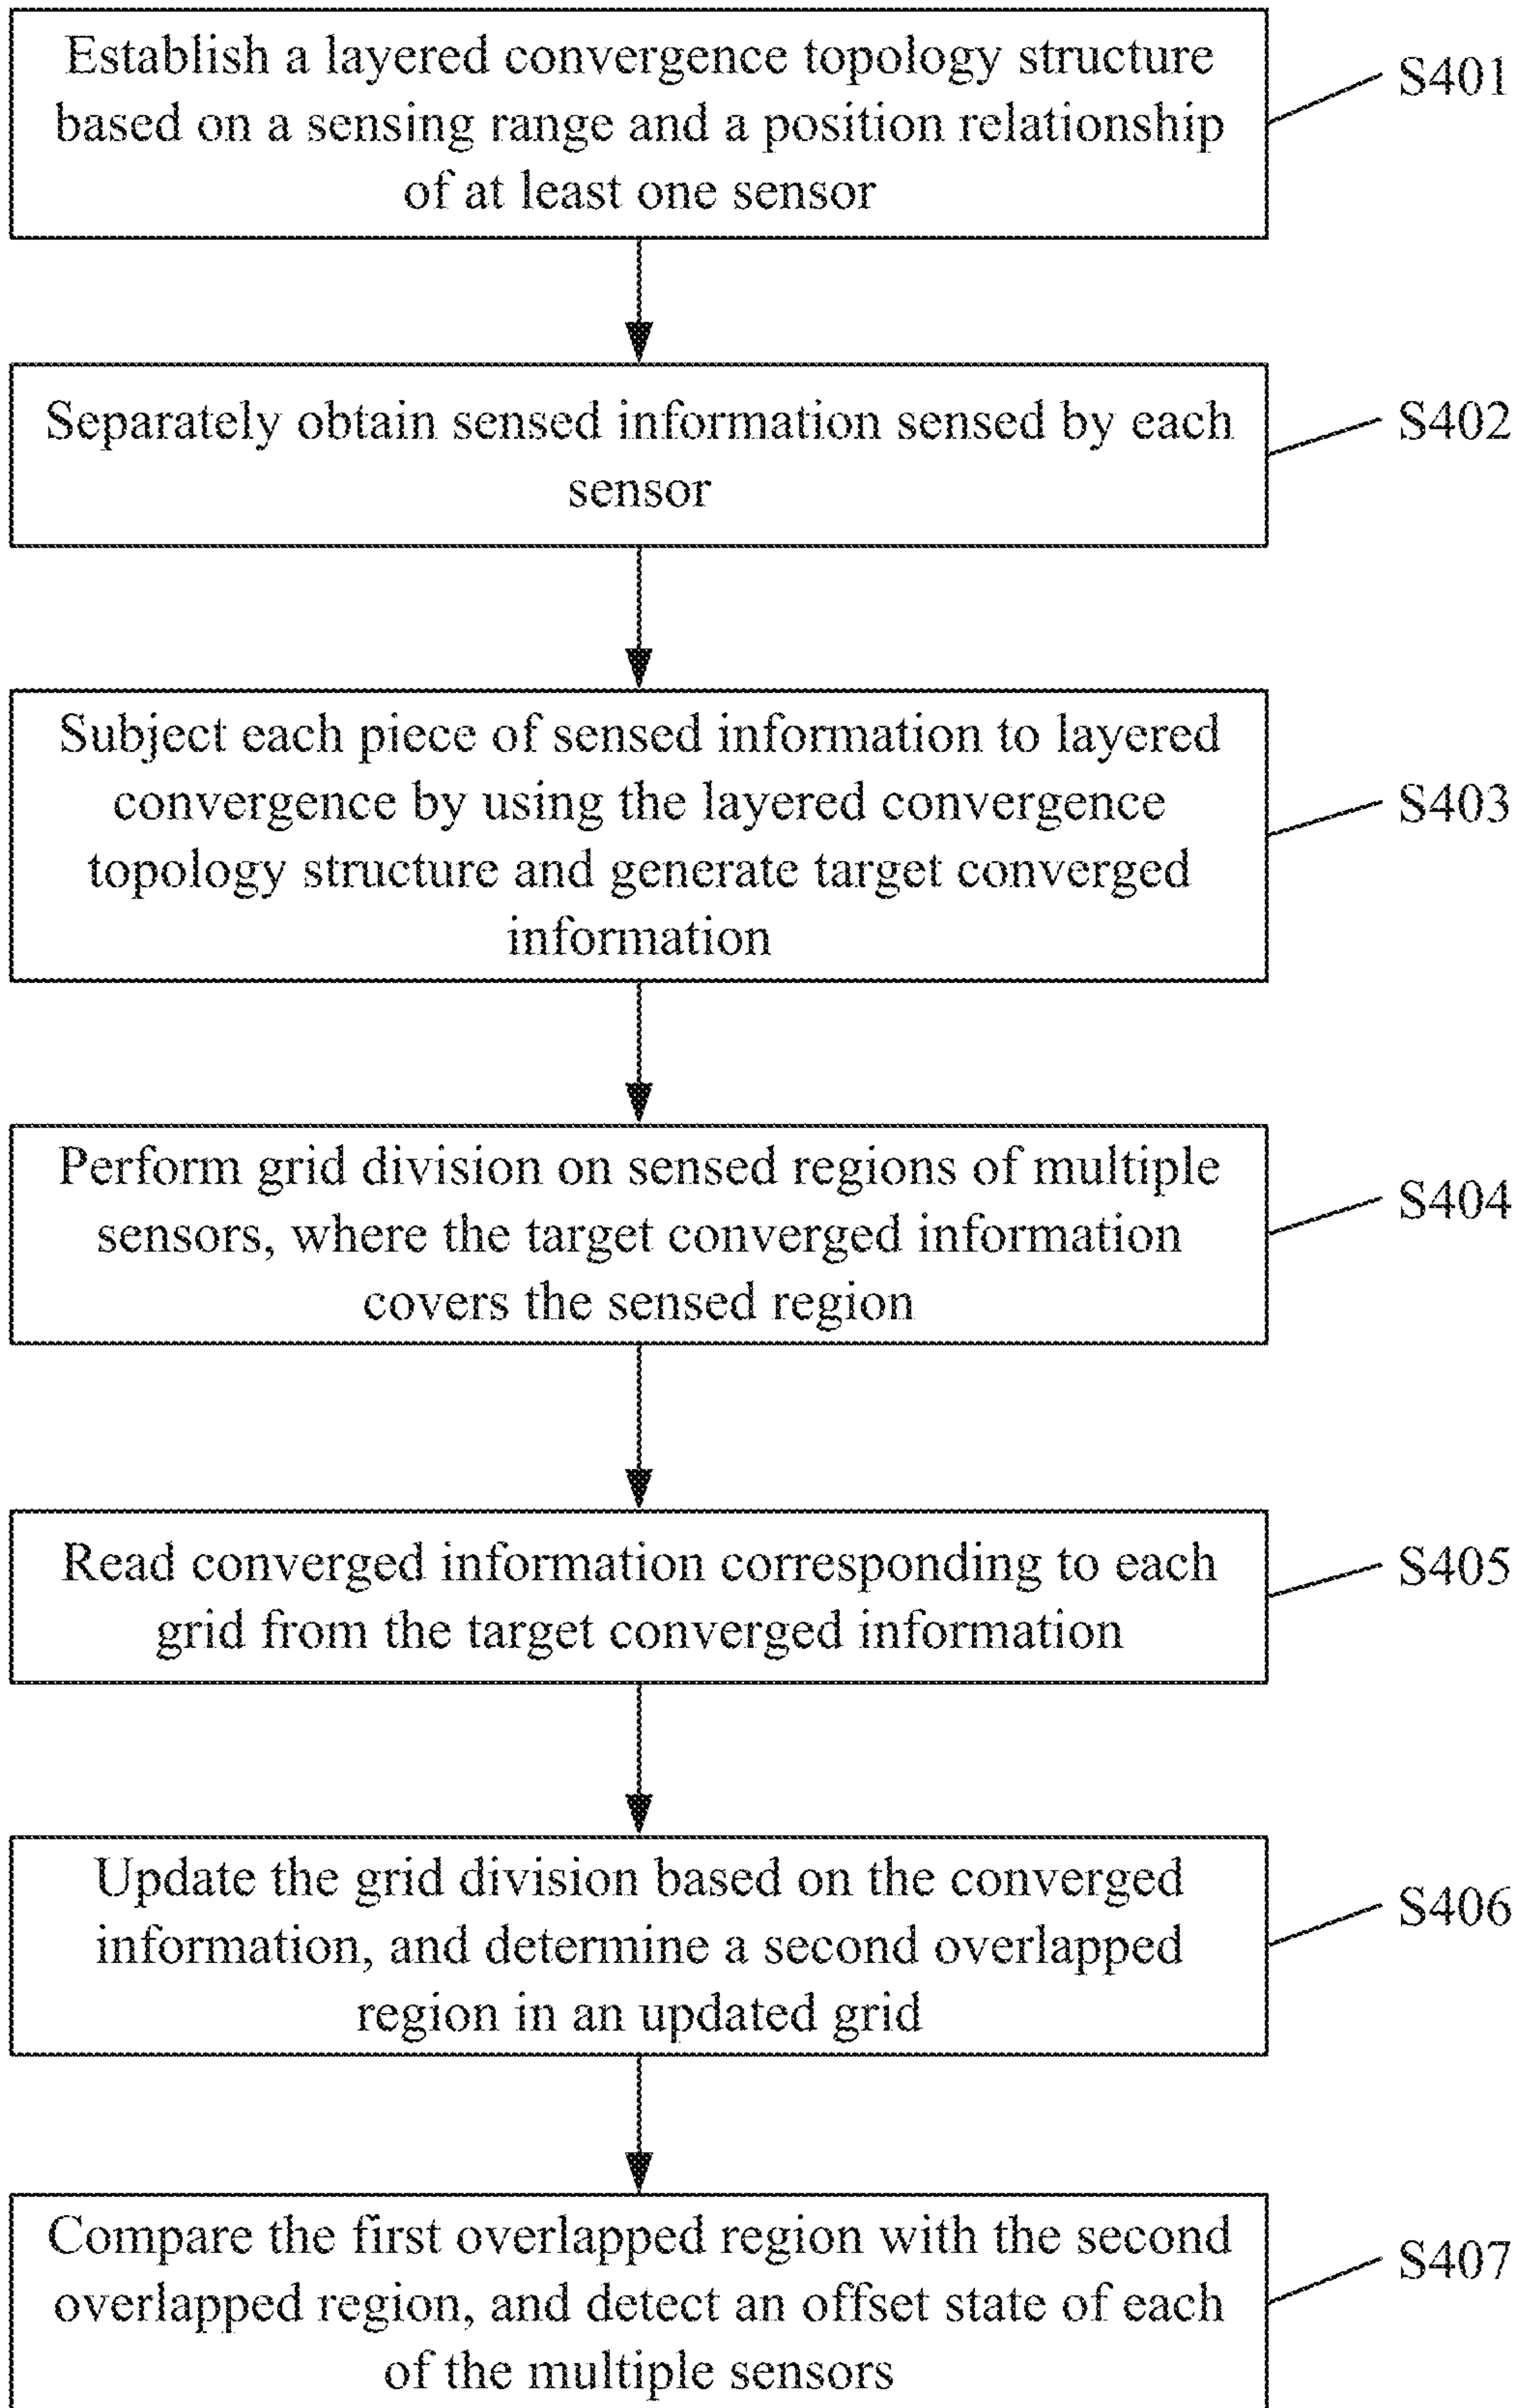 Establish a layered convergence topology structure
based on a sensing range and a position relationship
of at least one sensor
S401
Separately obtain sensed information sensed by each
sensor
S402
Subject each piece of sensed information to layered
convergence by using the layered convergence
topology structure and generate target converged
information
S403
Perform grid division on sensed regions of multiple
sensors, where the target converged information
covers the sensed region
S404
Read converged information corresponding to each
grid from the target converged information
S405
Update the grid division based on the converged
information, and determine a second overlapped
region in an updated grid
S406
Compare the first overlapped region with the second
overlapped region, and detect an offset state of each
of the multiple sensors
S407